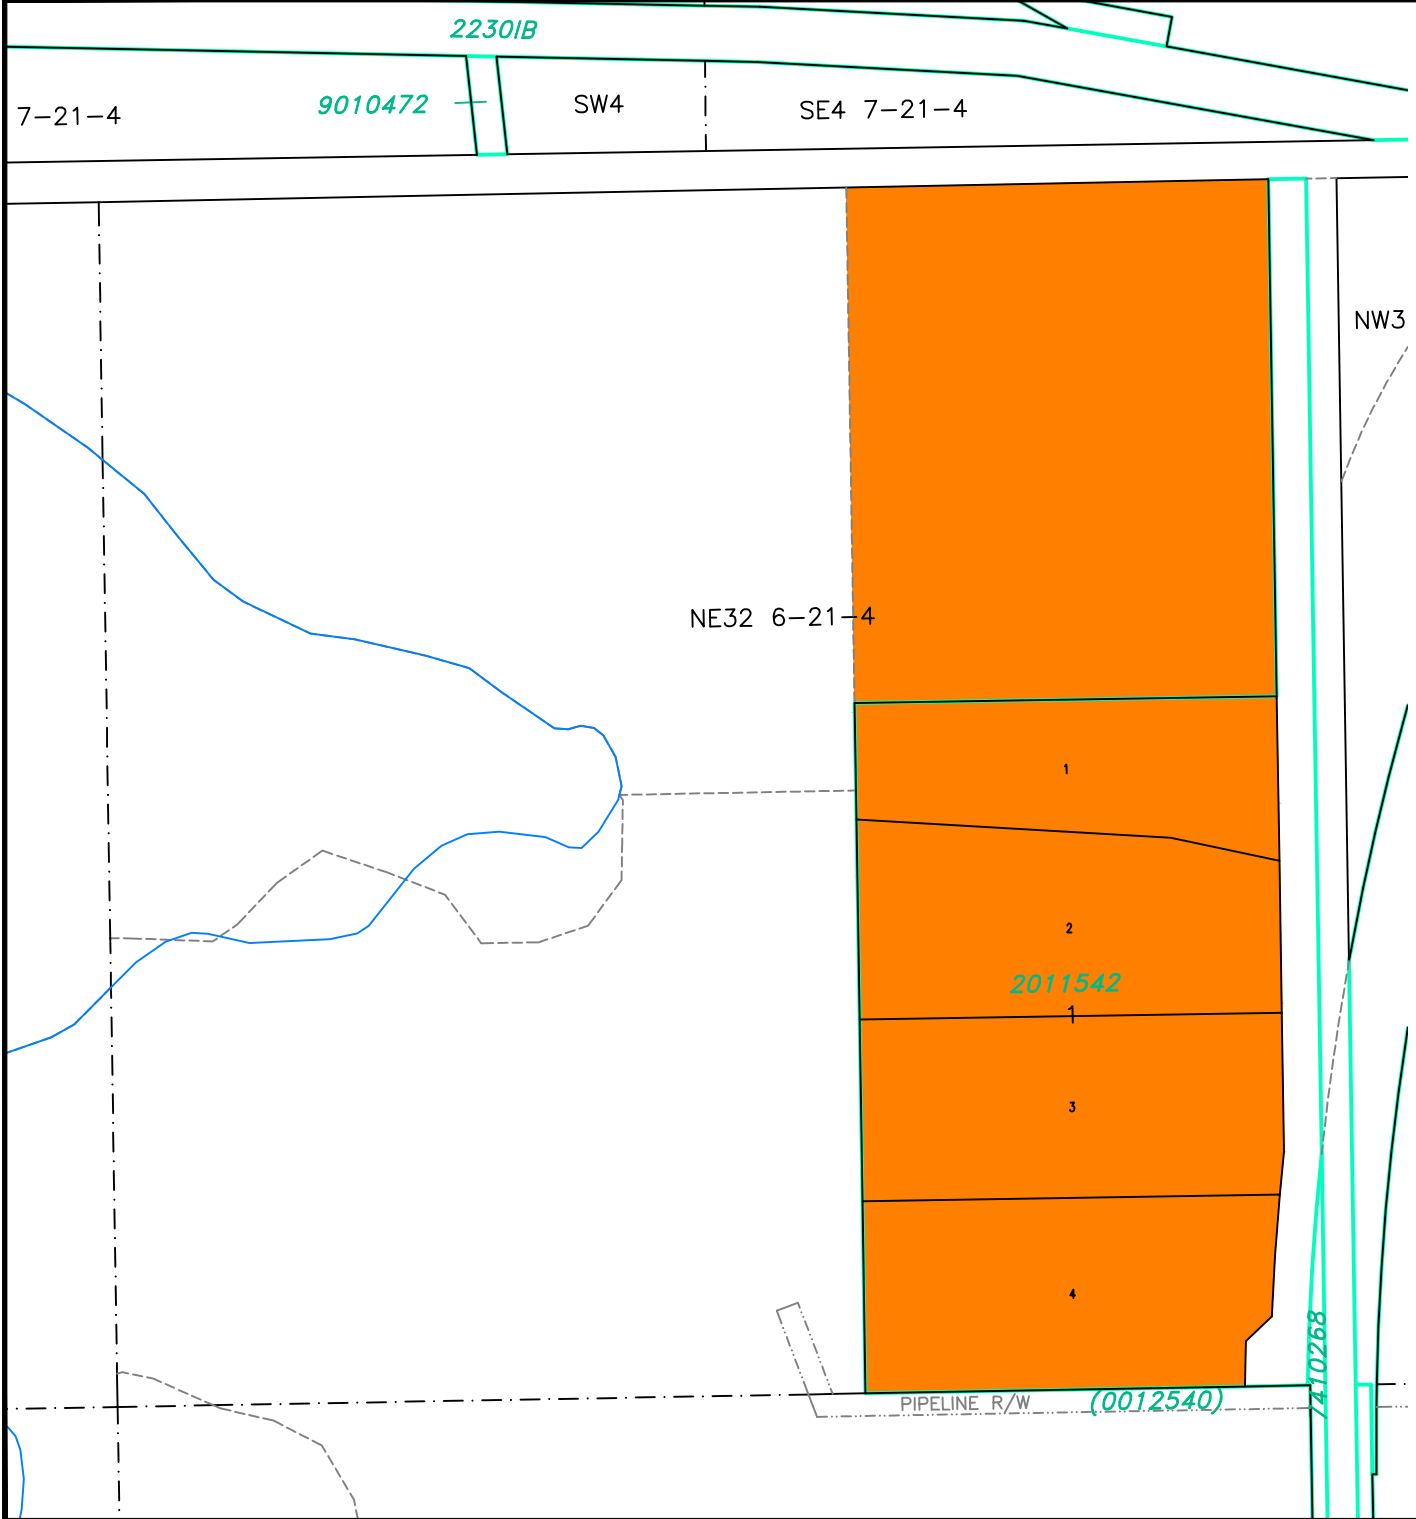 2230IB
7-21-4
9010472
SW4
SE4 7-21-4
NW3
NE32 6-21-4
1
2
2011542
1
3
4
7410268
PIPELINE R/W
(0012540)